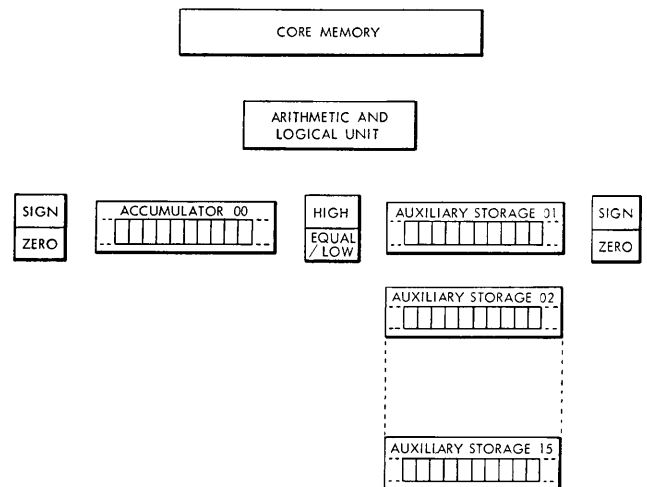 CORE MEMORY
ARITHMETIC AND
LOGICAL UNIT
SIGN
ZERO
ACCUMULATOR 00
HIGH
EQUAL
/ LOW
AUXILIARY STORAGE 01
SIGN
ZERO
AUXILIARY STORAGE 02
AUXILIARY STORAGE 15